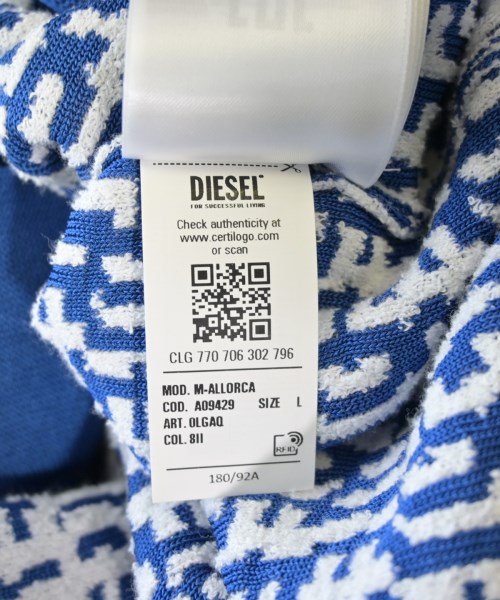 DIESEL
FOR SUCCESSFUL LIVING
Check authenticity at
www.certilogo.com
or scan
CLG 770 706 302 796
MOD. M-ALLORCA
COD. A09429 SIZE L
ART. 0LGAQ
COL. 8II
RFID
180/92A